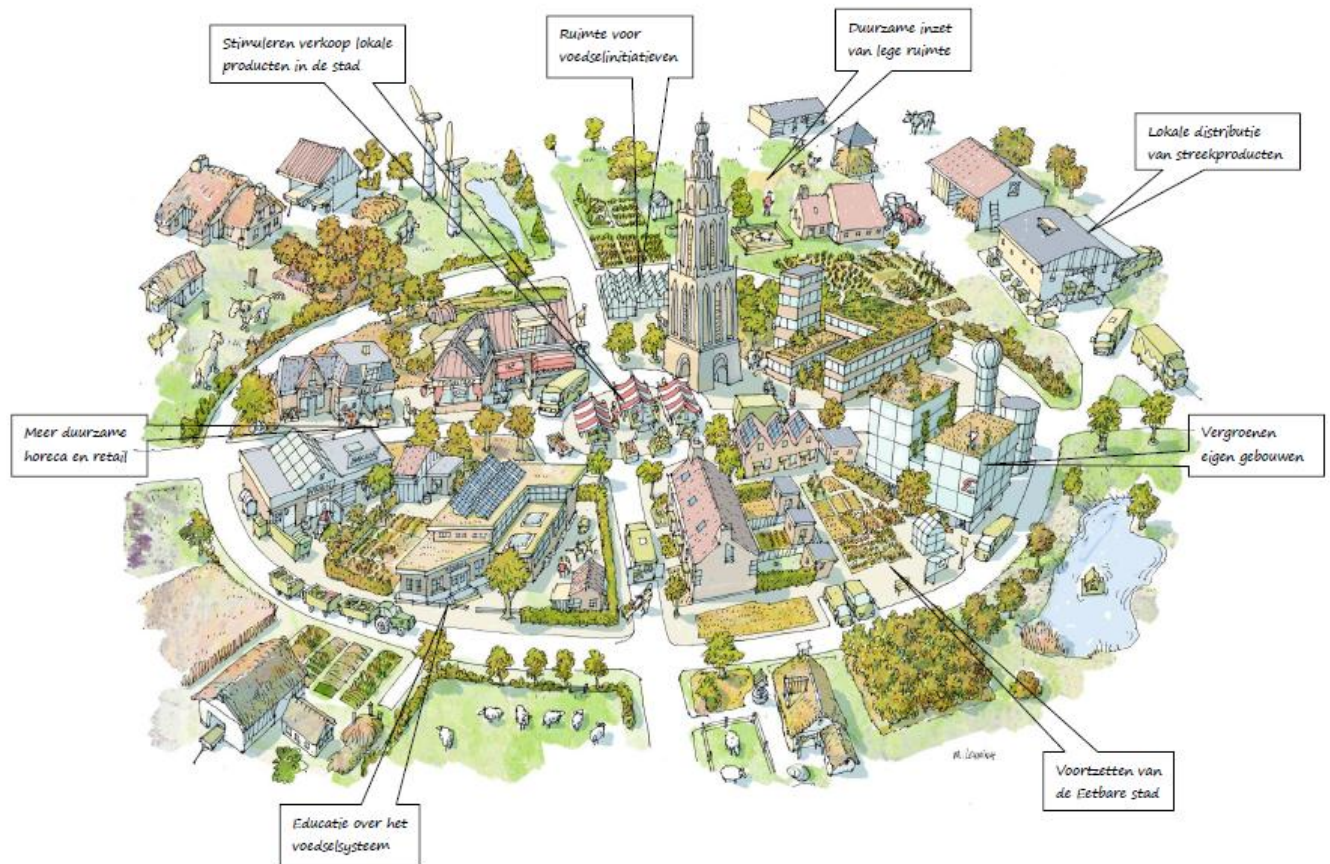 Stimuleren verkoop lokale
producten in de stad
Ruimte voor
voedselinitiatieven
Duurzame inzet
van lege ruimte
Lokale distributie
van streekproducten
Meer duurzame
horeca en retail
Vergroenen
eigen gebouwen
Voortzetten van
de Eetbare stad
Educatie over het
voedselsysteem